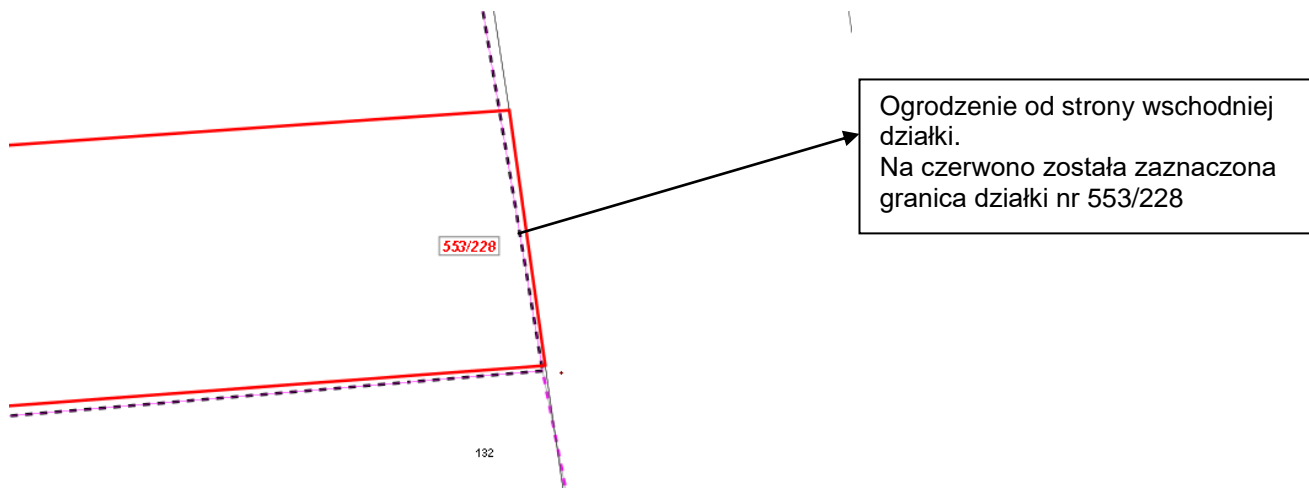 Ogrodzenie od strony wschodniej
działki.
Na czerwono została zaznaczona
granica działki nr 553/228
553/228
132